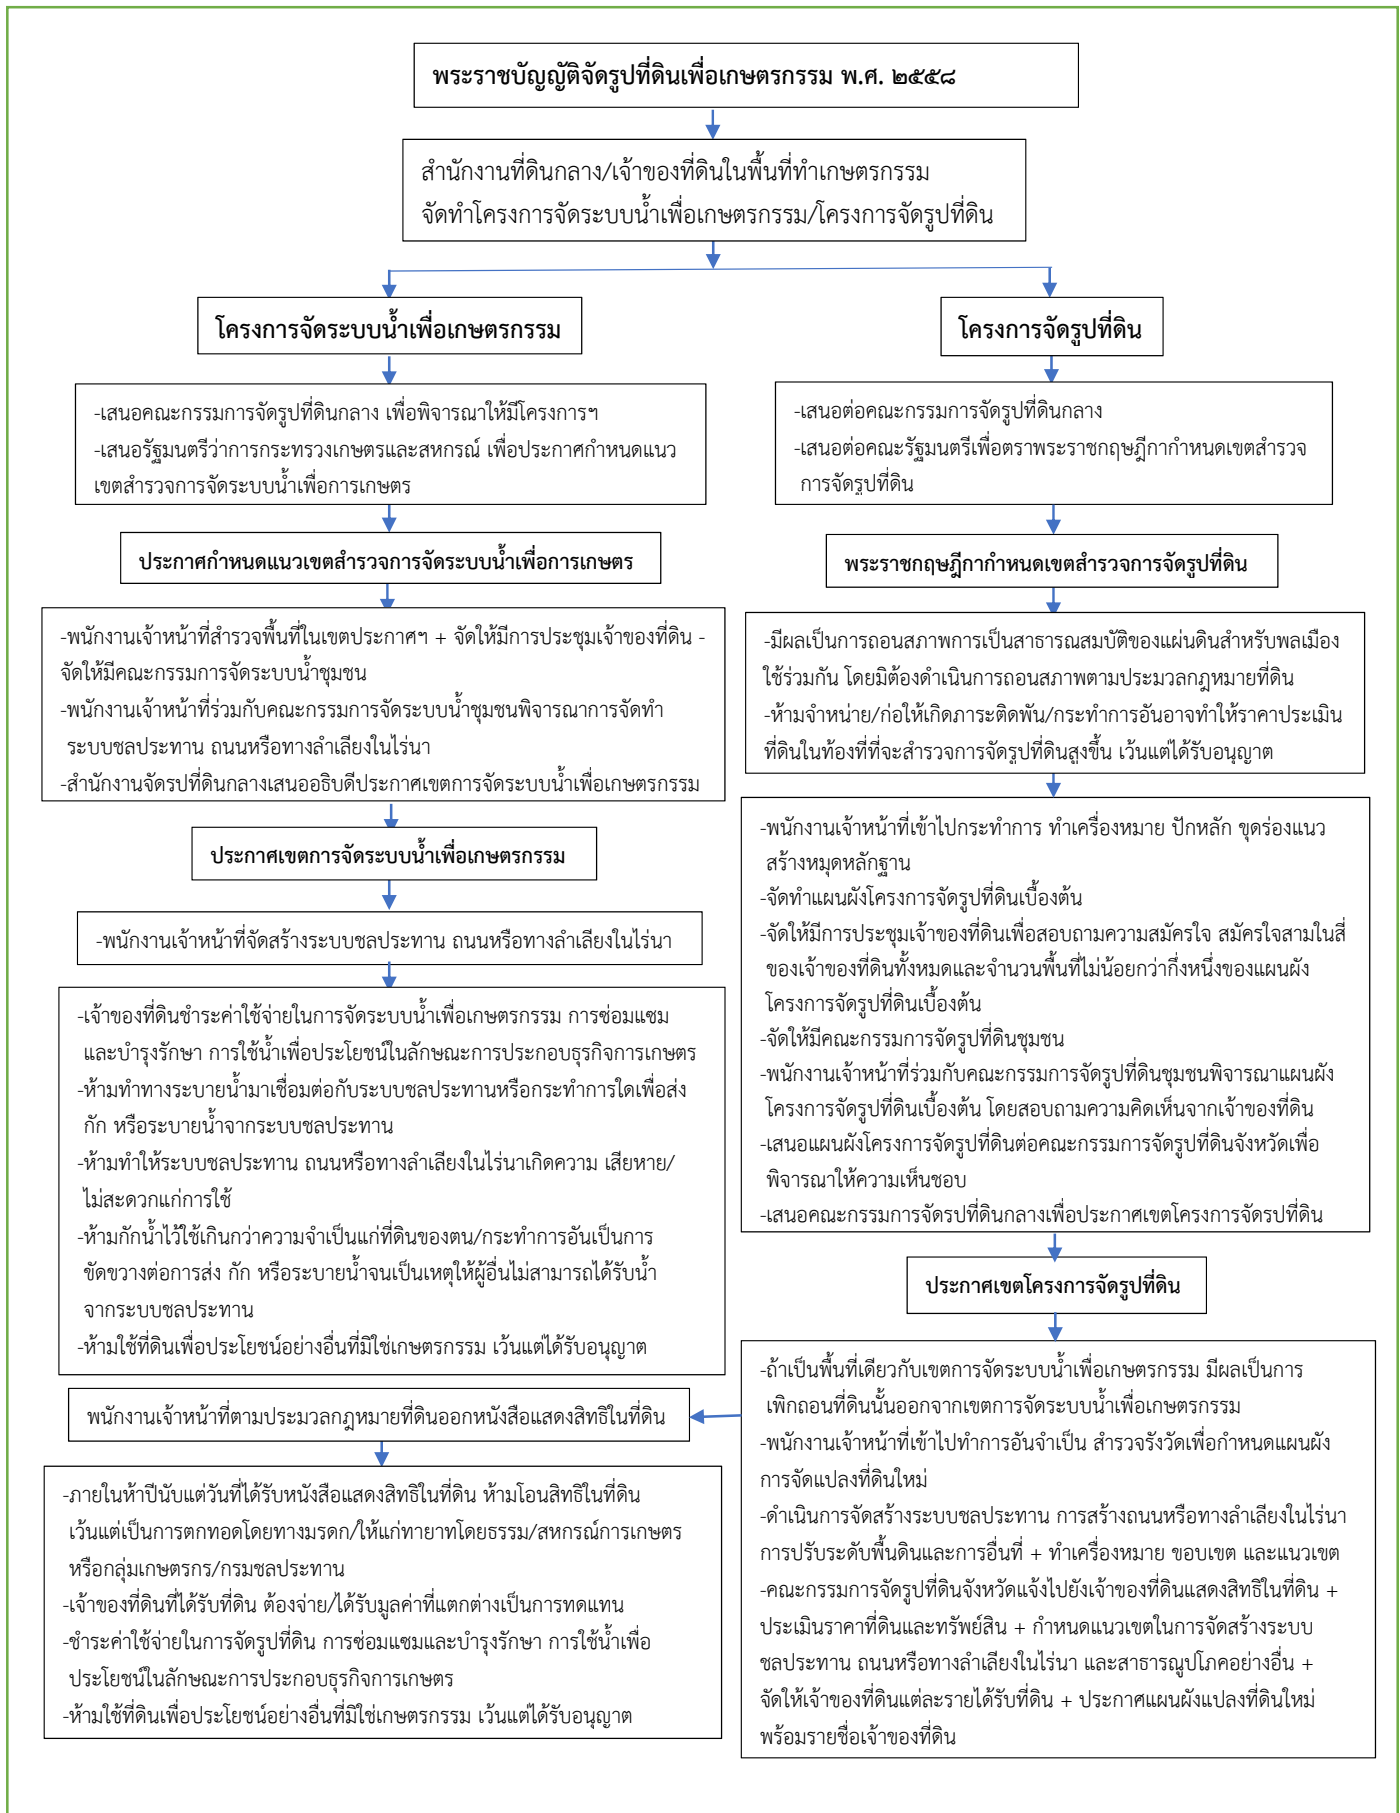 พระราชบัญญัติจัดรูปที่ดินเพื่อเกษตรกรรม พ.ศ. ๒๕๕๘
สำนักงานที่ดินกลาง/เจ้าของที่ดินในพื้นที่ทำเกษตรกรรม
จัดทำโครงการจัดระบบน้ำเพื่อเกษตรกรรม/โครงการจัดรูปที่ดิน
โครงการจัดระบบน้ำเพื่อเกษตรกรรม
-เสนอคณะกรรมการจัดรูปที่ดินกลาง เพื่อพิจารณาให้มีโครงการฯ
-เสนอรัฐมนตรีว่าการกระทรวงเกษตรและสหกรณ์ เพื่อประกาศกำหนดแนว
เขตสำรวจการจัดระบบน้ำเพื่อการเกษตร
ประกาศกำหนดแนวเขตสำรวจการจัดระบบน้ำเพื่อการเกษตร
-พนักงานเจ้าหน้าที่สำรวจพื้นที่ในเขตประกาศฯ + จัดให้มีการประชุมเจ้าของที่ดิน -
จัดให้มีคณะกรรมการจัดระบบน้ำชุมชน
-พนักงานเจ้าหน้าที่ร่วมกับคณะกรรมการจัดระบบน้ำชุมชนพิจารณาการจัดทำ
ระบบชลประทาน ถนนหรือทางลำเลียงในไร่นา
-สำนักงานจัดรูปที่ดินกลางเสนออธิบดีประกาศเขตการจัดระบบน้ำเพื่อเกษตรกรรม
ประกาศเขตการจัดระบบน้ำเพื่อเกษตรกรรม
-พนักงานเจ้าหน้าที่จัดสร้างระบบชลประทาน ถนนหรือทางลำเลียงในไร่นา
-เจ้าของที่ดินชำระค่าใช้จ่ายในการจัดระบบน้ำเพื่อเกษตรกรรม การซ่อมแซม
และบำรุงรักษา การใช้น้ำเพื่อประโยชน์ในลักษณะการประกอบธุรกิจการเกษตร
-ห้ามทำทางระบายน้ำมาเชื่อมต่อกับระบบชลประทานหรือกระทำการใดเพื่อส่ง
กัก หรือระบายน้ำจากระบบชลประทาน
-ห้ามทำให้ระบบชลประทาน ถนนหรือทางลำเลียงในไร่นาเกิดความ เสียหาย/
ไม่สะดวกแก่การใช้
-ห้ามกักน้ำไว้ใช้เกินกว่าความจำเป็นแก่ที่ดินของตน/กระทำการอันเป็นการ
ขัดขวางต่อการส่ง กัก หรือระบายน้ำจนเป็นเหตุให้ผู้อื่นไม่สามารถได้รับน้ำ
จากระบบชลประทาน
-ห้ามใช้ที่ดินเพื่อประโยชน์อย่างอื่นที่มิใช่เกษตรกรรม เว้นแต่ได้รับอนุญาต
โครงการจัดรูปที่ดิน
-เสนอต่อคณะกรรมการจัดรูปที่ดินกลาง
-เสนอต่อคณะรัฐมนตรีเพื่อตราพระราชกฤษฎีกากำหนดเขตสำรวจ
การจัดรูปที่ดิน
พระราชกฤษฎีกากำหนดเขตสำรวจการจัดรูปที่ดิน
-มีผลเป็นการถอนสภาพการเป็นสาธารณสมบัติของแผ่นดินสำหรับพลเมือง
ใช้ร่วมกัน โดยมิต้องดำเนินการถอนสภาพตามประมวลกฎหมายที่ดิน
-ห้ามจำหน่าย/ก่อให้เกิดภาระติดพัน/กระทำการอันอาจทำให้ราคาประเมิน
ที่ดินในท้องที่ที่จะสำรวจการจัดรูปที่ดินสูงขึ้น เว้นแต่ได้รับอนุญาต
-พนักงานเจ้าหน้าที่เข้าไปกระทำการ ทำเครื่องหมาย ปักหลัก ขุดร่องแนว
สร้างหมุดหลักฐาน
-จัดทำแผนผังโครงการจัดรูปที่ดินเบื้องต้น
-จัดให้มีการประชุมเจ้าของที่ดินเพื่อสอบถามความสมัครใจ สมัครใจสามในสี่
ของเจ้าของที่ดินทั้งหมดและจำนวนพื้นที่ไม่น้อยกว่ากึ่งหนึ่งของแผนผัง
โครงการจัดรูปที่ดินเบื้องต้น
-จัดให้มีคณะกรรมการจัดรูปที่ดินชุมชน
-พนักงานเจ้าหน้าที่ร่วมกับคณะกรรมการจัดรูปที่ดินชุมชนพิจารณาแผนผัง
โครงการจัดรูปที่ดินเบื้องต้น โดยสอบถามความคิดเห็นจากเจ้าของที่ดิน
-เสนอแผนผังโครงการจัดรูปที่ดินต่อคณะกรรมการจัดรูปที่ดินจังหวัดเพื่อ
พิจารณาให้ความเห็นชอบ
-เสนอคณะกรรมการจัดรูปที่ดินกลางเพื่อประกาศเขตโครงการจัดรูปที่ดิน
ประกาศเขตโครงการจัดรูปที่ดิน
-ถ้าเป็นพื้นที่เดียวกับเขตการจัดระบบน้ำเพื่อเกษตรกรรม มีผลเป็นการ
เพิกถอนที่ดินนั้นออกจากเขตการจัดระบบน้ำเพื่อเกษตรกรรม
-พนักงานเจ้าหน้าที่เข้าไปทำการอันจำเป็น สำรวจรังวัดเพื่อกำหนดแผนผัง
การจัดแปลงที่ดินใหม่
-ดำเนินการจัดสร้างระบบชลประทาน การสร้างถนนหรือทางลำเลียงในไร่นา
การปรับระดับพื้นดินและการอื่นที่ + ทำเครื่องหมาย ขอบเขต และแนวเขต
-คณะกรรมการจัดรูปที่ดินจังหวัดแจ้งไปยังเจ้าของที่ดินแสดงสิทธิในที่ดิน +
ประเมินราคาที่ดินและทรัพย์สิน + กำหนดแนวเขตในการจัดสร้างระบบ
ชลประทาน ถนนหรือทางลำเลียงในไร่นา และสาธารณูปโภคอย่างอื่น +
จัดให้เจ้าของที่ดินแต่ละรายได้รับที่ดิน + ประกาศแผนผังแปลงที่ดินใหม่
พร้อมรายชื่อเจ้าของที่ดิน
พนักงานเจ้าหน้าที่ตามประมวลกฎหมายที่ดินออกหนังสือแสดงสิทธิในที่ดิน
-ภายในห้าปีนับแต่วันที่ได้รับหนังสือแสดงสิทธิในที่ดิน ห้ามโอนสิทธิในที่ดิน
เว้นแต่เป็นการตกทอดโดยทางมรดก/ให้แก่ทายาทโดยธรรม/สหกรณ์การเกษตร
หรือกลุ่มเกษตรกร/กรมชลประทาน
-เจ้าของที่ดินที่ได้รับที่ดิน ต้องจ่าย/ได้รับมูลค่าที่แตกต่างเป็นการทดแทน
-ชำระค่าใช้จ่ายในการจัดรูปที่ดิน การซ่อมแซมและบำรุงรักษา การใช้น้ำเพื่อ
ประโยชน์ในลักษณะการประกอบธุรกิจการเกษตร
-ห้ามใช้ที่ดินเพื่อประโยชน์อย่างอื่นที่มิใช่เกษตรกรรม เว้นแต่ได้รับอนุญาต